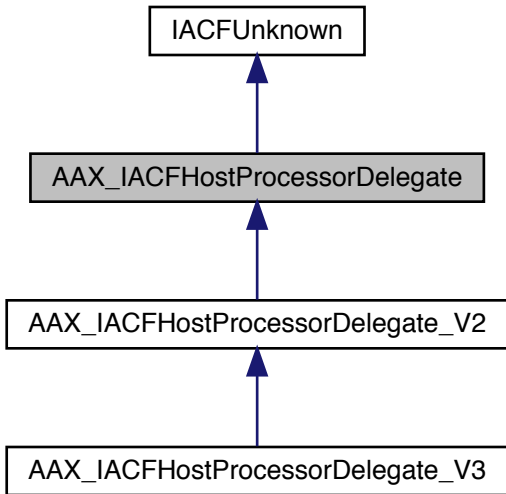 IACFUnknown
AAX_IACFHostProcessorDelegate
AAX_IACFHostProcessorDelegate_V2
AAX_IACFHostProcessorDelegate_V3